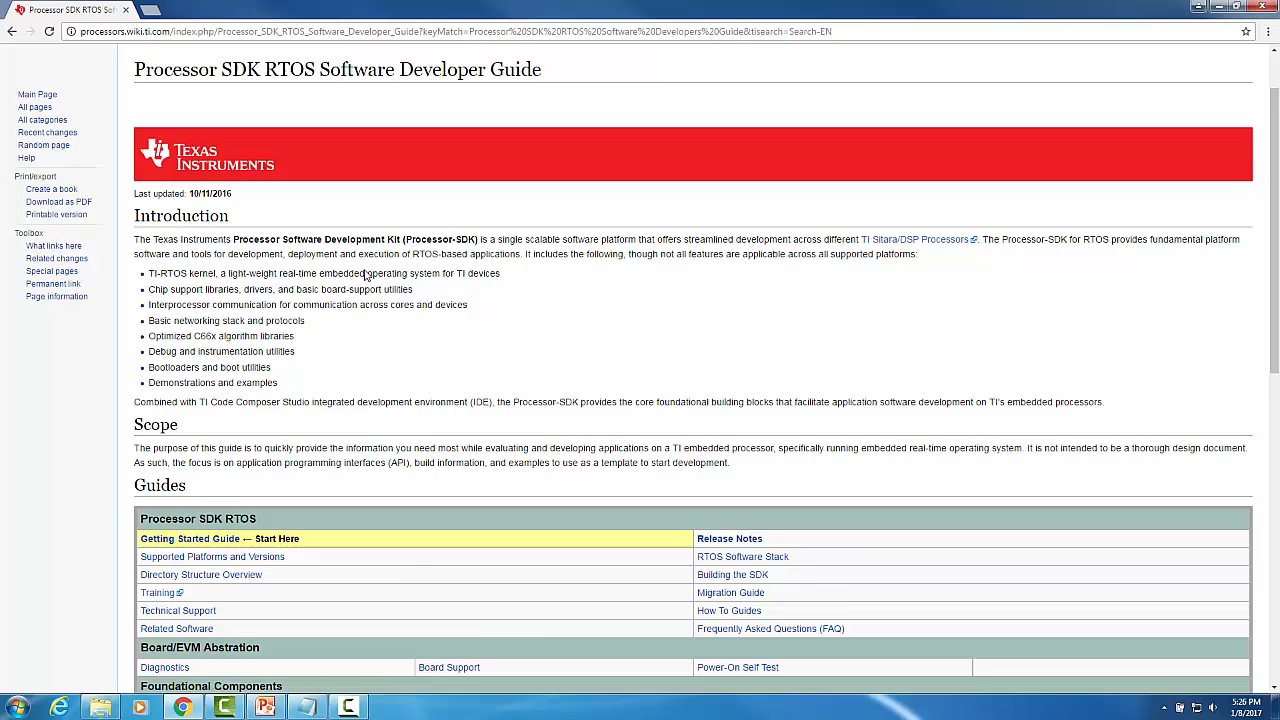 Processor SDK RTOS Sof
processors.wiki.ti.com/index.php/Processor_SDK_RTOS_Software_Developer_Guide?keyMatch=Processor%20SDK%20RTOS%20Software%20Developers%20Guide&tisearch=Search-EN
Processor SDK RTOS Software Developer Guide
Main Page
All pages
All categories
Recent changes
Random page
Help
Print/export
Create a book
Download as PDF
Printable version
Toolbox
What links here
Related changes
Special pages
Permanent link
Page information
TEXAS
INSTRUMENTS
Last updated: 10/11/2016
Introduction
The Texas Instruments Processor Software Development Kit (Processor-SDK) is a single scalable software platform that offers streamlined development across different TI Sitara/DSP Processors. The Processor-SDK for RTOS provides fundamental platform
software and tools for development, deployment and execution of RTOS-based applications. It includes the following, though not all features are applicable across all supported platforms:
• TI-RTOS kernel, a light-weight real-time embedded operating system for TI devices
• Chip support libraries, drivers, and basic board-support utilities
• Interprocessor communication for communication across cores and devices
• Basic networking stack and protocols
• Optimized C66x algorithm libraries
• Debug and instrumentation utilities
• Bootloaders and boot utilities
• Demonstrations and examples
Combined with TI Code Composer Studio integrated development environment (IDE), the Processor-SDK provides the core foundational building blocks that facilitate application software development on TI's embedded processors.
Scope
The purpose of this guide is to quickly provide the information you need most while evaluating and developing applications on a TI embedded processor, specifically running embedded real-time operating system. It is not intended to be a thorough design document.
As such, the focus is on application programming interfaces (API), build information, and examples to use as a template to start development.
Guides
Processor SDK RTOS
Getting Started Guide ← Start Here
Release Notes
Supported Platforms and Versions
RTOS Software Stack
Directory Structure Overview
Building the SDK
Training
Migration Guide
Technical Support
How To Guides
Related Software
Frequently Asked Questions (FAQ)
Board/EVM Abstration
Diagnostics
Board Support
Power-On Self Test
Foundational Components
5:26 PM
1/8/2017